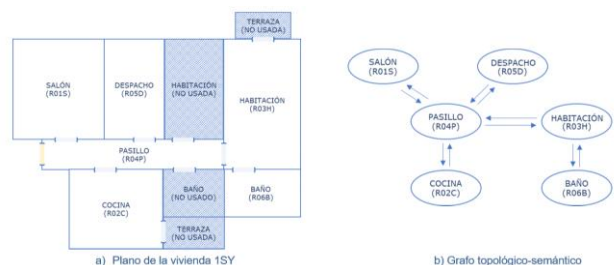 TERRAZA
(NO USADA)
SALÓN
(R01S)
DESPACHO
(R05D)
HABITACIÓN
(NO USADA)
HABITACIÓN
(R03H)
PASILLO
(R04P)
COCINA
(R02C)
BAÑO
(NO USADO)
BAÑO
(R06B)
TERRAZA
(NO USADA)
a) Plano de la vivienda 1SY
SALÓN
(R01S)
DESPACHO
(R05D)
PASILLO
(R04P)
HABITACIÓN
(R03H)
COCINA
(R02C)
BAÑO
(R06B)
b) Grafo topológico-semántico